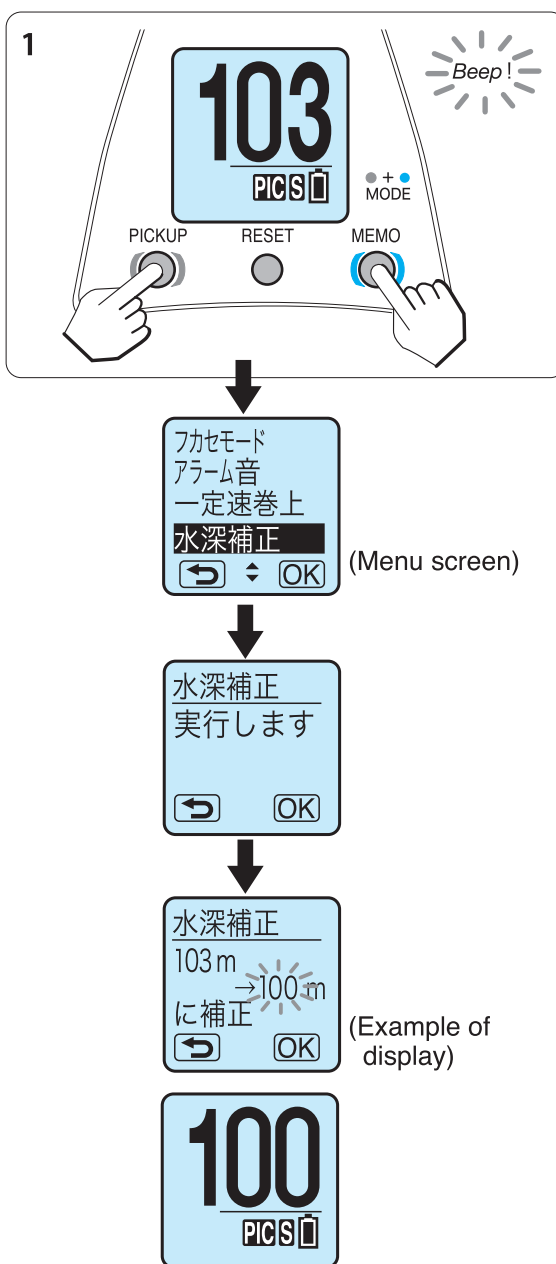 1
Beep !
103
PIC S
● + ●
MODE
PICKUP RESET MEMO
フカセモード
アラーム音
一定速巻上
水深補正
OK
(Menu screen)
水深補正
実行します
OK
水深補正
103 m
→100 m
に補正
OK
(Example of
display)
100
PIC S